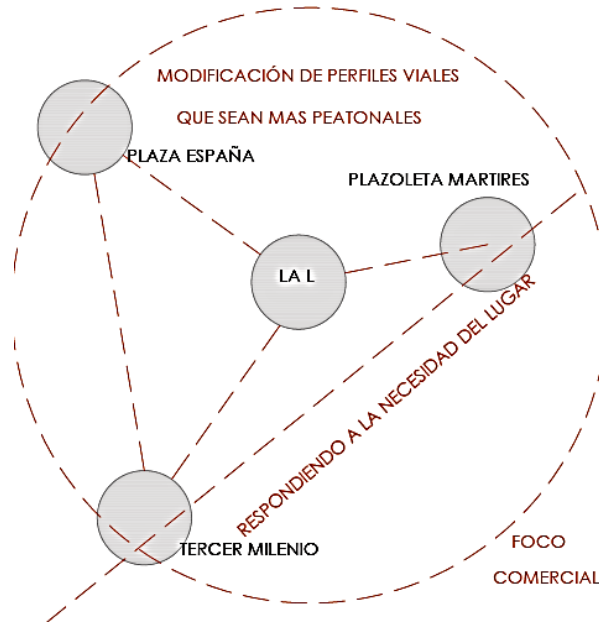 MODIFICACIÓN DE PERFILES VIALES
QUE SEAN MAS PEATONALES
PLAZA ESPAÑA
PLAZOLETA MARTIRES
LA L
RESPONDIENDO A LA NECESIDAD DEL LUGAR
TERCER MILENIO
FOCO
COMERCIAL